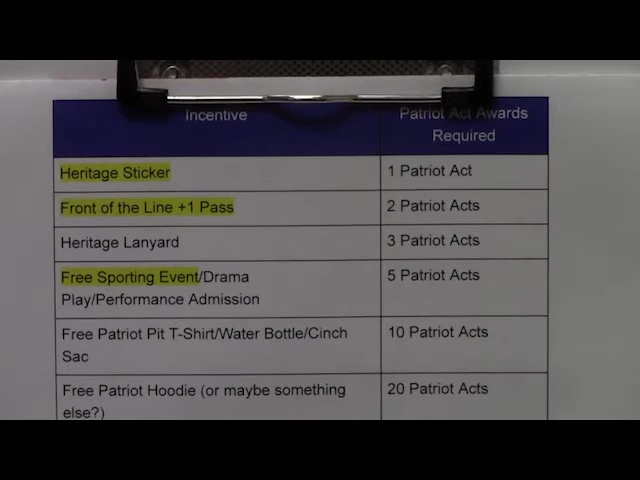 Incentive
Patriot Act Awards
Required
Heritage Sticker
1 Patriot Act
Front of the Line +1 Pass
2 Patriot Acts
Heritage Lanyard
3 Patriot Acts
Free Sporting Event/Drama
Play/Performance Admission
5 Patriot Acts
Free Patriot Pit T-Shirt/Water Bottle/Cinch
Sac
10 Patriot Acts
Free Patriot Hoodie (or maybe something
else?)
20 Patriot Acts